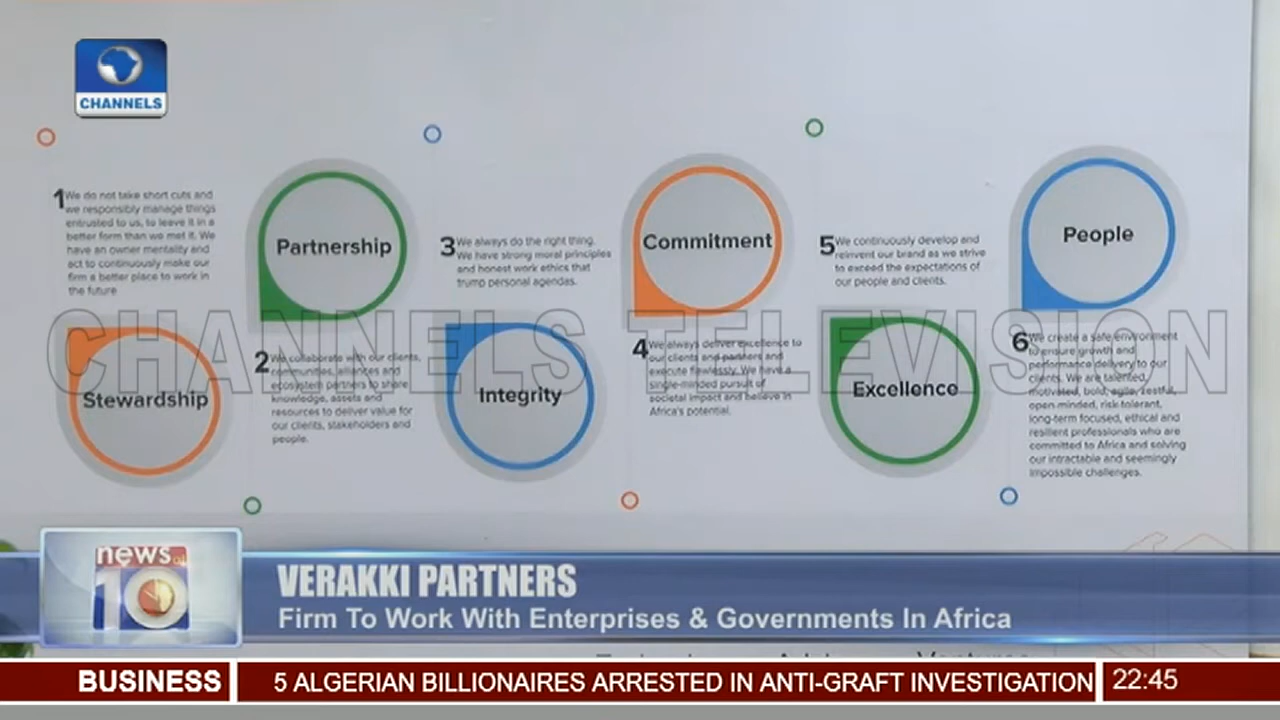 CHANNELS
1
We do not take short cuts and
we responsibly manage things
entrusted to us, to leave it in a
better form than we met it. We
have an owner mentality and
act to continuously make our
firm a better place to work in
the future
Stewardship
Partnership
2
We collaborate with our clients,
communities, alliances and
ecosystem partners to share
knowledge, assets and
resources to deliver value for
our clients, stakeholders and
people.
3
We always do the right thing.
We have strong moral principles
and honest work ethics that
trump personal agendas.
Integrity
Commitment
4
We always deliver excellence to
our clients and partners and
execute flawlessly. We have a
single-minded pursuit of
societal impact and believe in
Africa's potential.
5
We continuously develop and
reinvent our brand as we strive
to exceed the expectations of
our people and clients.
Excellence
People
6
We create a safe environment
to ensure growth and
performance delivery to our
clients. We are talented,
motivated, bold, agile, zestful,
open-minded, risk-tolerant,
long-term focused, ethical and
resilient professionals who are
committed to Africa and solving
our intractable and seemingly
impossible challenges.
CHANNELS TELEVISION
news at
10
VERAKKI PARTNERS
Firm To Work With Enterprises & Governments In Africa
BUSINESS
5 ALGERIAN BILLIONAIRES ARRESTED IN ANTI-GRAFT INVESTIGATION
22:45